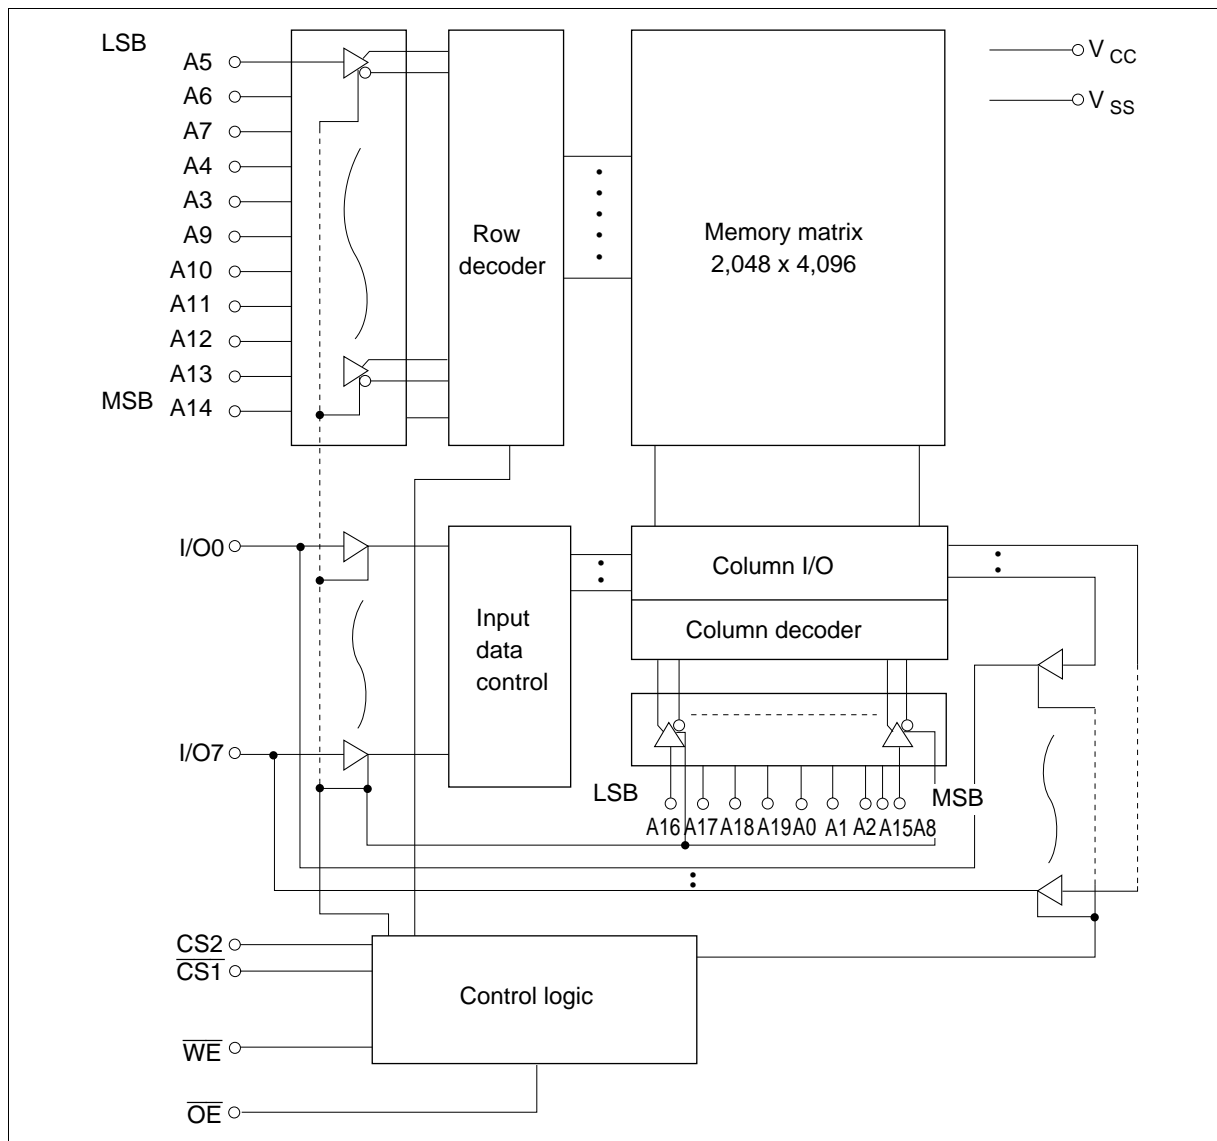 LSB
A5
A6
A7
A4
A3
A9
A10
A11
A12
A13
MSB A14
Row
decoder
Memory matrix
2,048 x 4,096
V CC
V SS
I/O0
I/O7
Input
data
control
Column I/O
Column decoder
LSB
MSB
A16 A17 A18 A19 A0 A1 A2 A15 A8
CS2
CS1
WE
OE
Control logic